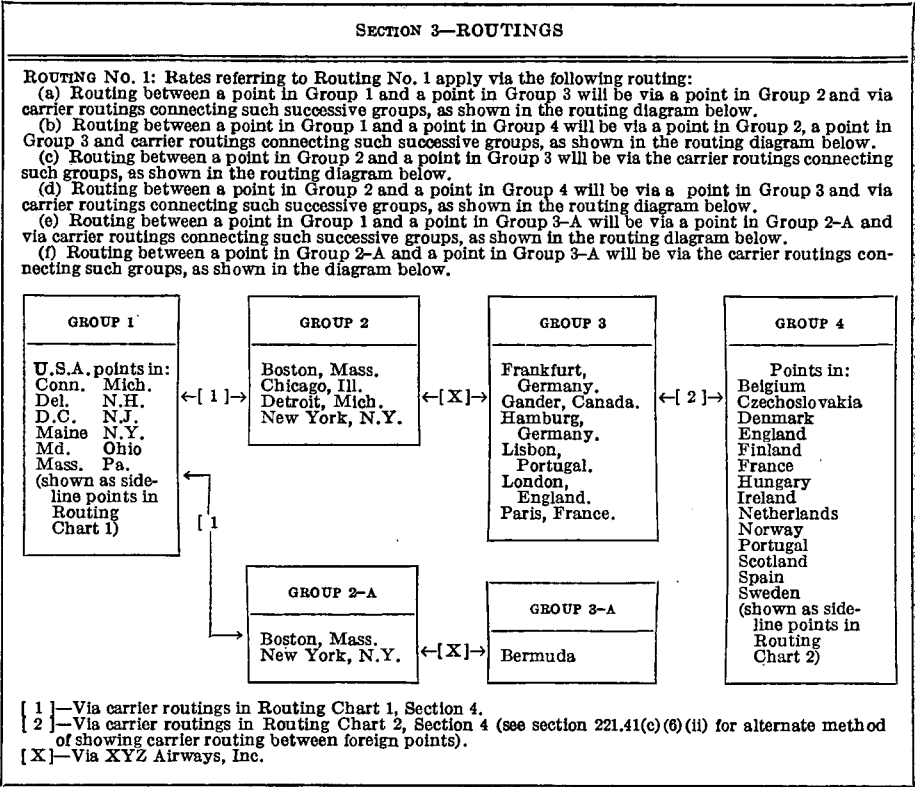 SECTION 3—ROUTINGS
ROUTING NO. 1: Rates referring to Routing No. 1 apply via the following routing:
(a) Routing between a point in Group 1 and a point in Group 3 will be via a point in Group 2 and via
carrier routings connecting such successive groups, as shown in the routing diagram below.
(b) Routing between a point in Group 1 and a point in Group 4 will be via a point in Group 2, a point in
Group 3 and carrier routings connecting such successive groups, as shown in the routing diagram below.
(c) Routing between a point in Group 2 and a point in Group 3 will be via the carrier routings connecting
such groups, as shown in the routing diagram below.
(d) Routing between a point in Group 2 and a point in Group 4 will be via a point in Group 3 and via
carrier routings connecting such successive groups, as shown in the routing diagram below.
(e) Routing between a point in Group 1 and a point in Group 3-A will be via a point in Group 2-A and
via carrier routings connecting such successive groups, as shown in the routing diagram below.
(f) Routing between a point in Group 2-A and a point in Group 3-A will be via the carrier routings con-
necting such groups, as shown in the diagram below.
GROUP 1
U.S.A. points in:
Conn. Mich.
Del. N.H.
D.C. N.J.
Maine N.Y.
Md. Ohio
Mass. Pa.
(shown as side-
line points in
Routing
Chart 1)
←[ 1 ]→
[ 1
GROUP 2
Boston, Mass.
Chicago, Ill.
Detroit, Mich.
New York, N.Y.
←[X]→
GROUP 3
Frankfurt,
Germany.
Gander, Canada.
Hamburg,
Germany.
Lisbon,
Portugal.
London,
England.
Paris, France.
←[ 2 ]→
GROUP 4
Points in:
Belgium
Czechoslovakia
Denmark
England
Finland
France
Hungary
Ireland
Netherlands
Norway
Portugal
Scotland
Spain
Sweden
(shown as side-
line points in
Routing
Chart 2)
GROUP 2-A
Boston, Mass.
New York, N.Y.
←[X]→
GROUP 3-A
Bermuda
[ 1 ]—Via carrier routings in Routing Chart 1, Section 4.
[ 2 ]—Via carrier routings in Routing Chart 2, Section 4 (see section 221.41(c)(6)(ii) for alternate method
of showing carrier routing between foreign points).
[X]—Via XYZ Airways, Inc.